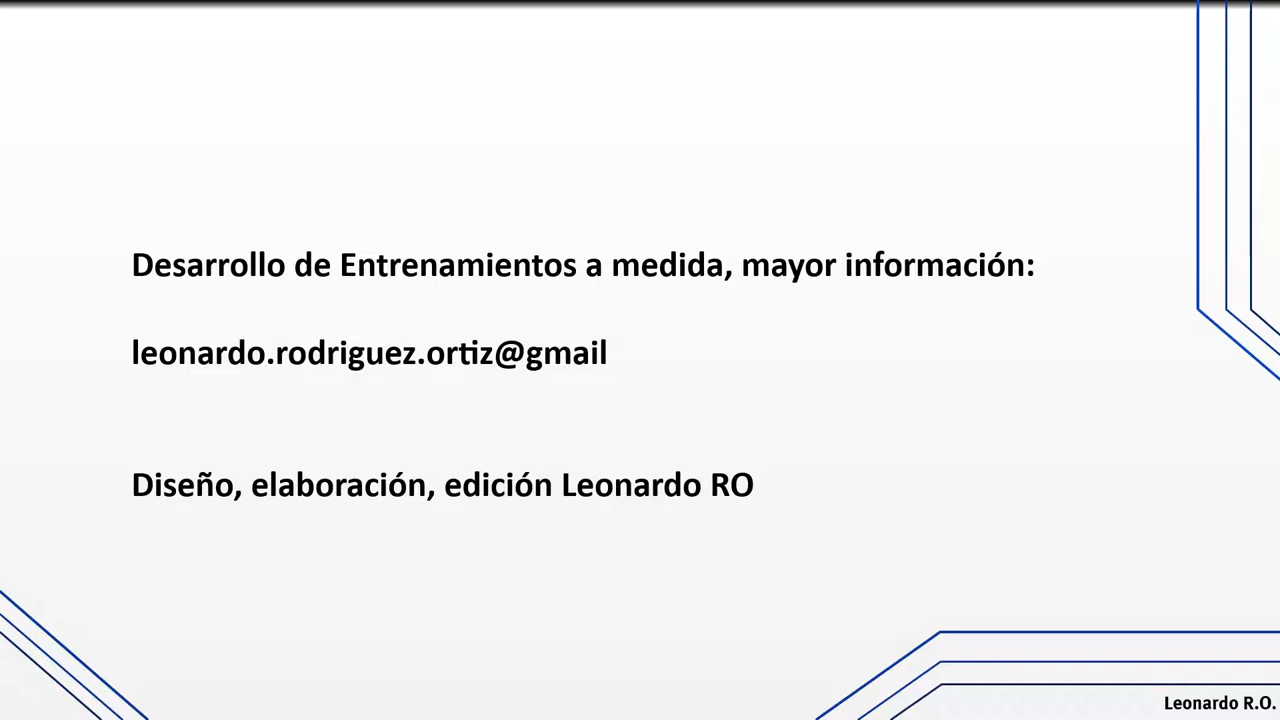 Desarrollo de Entrenamientos a medida, mayor información:
leonardo.rodriguez.ortiz@gmail
Diseño, elaboración, edición Leonardo RO
Leonardo R.O.